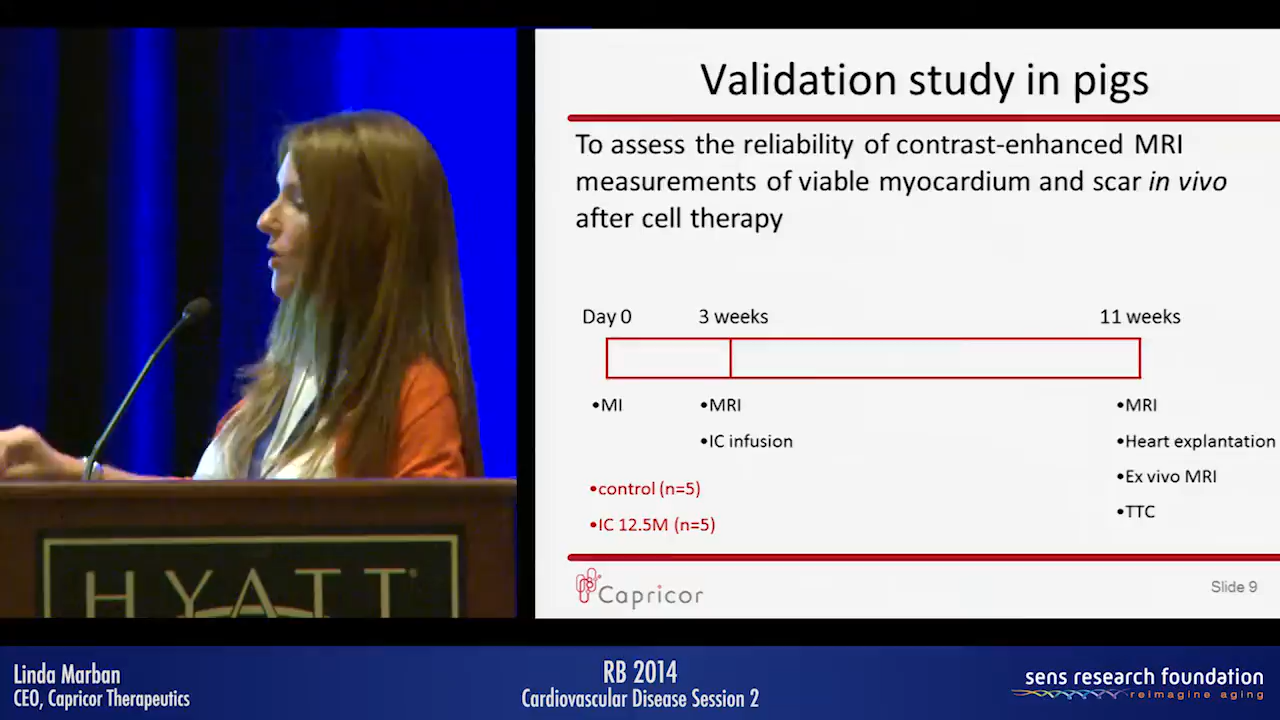 Validation study in pigs
To assess the reliability of contrast-enhanced MRI
measurements of viable myocardium and scar in vivo
after cell therapy
Day 0
3 weeks
11 weeks
•MI
•MRI
•MRI
•IC infusion
•Heart explantation
•Ex vivo MRI
•TTC
•control (n=5)
•IC 12.5M (n=5)
Capricor
Slide 9
HYATT
Linda Marban
CEO, Capricor Therapeutics
RB 2014
Cardiovascular Disease Session 2
sens research foundation
reimagine aging